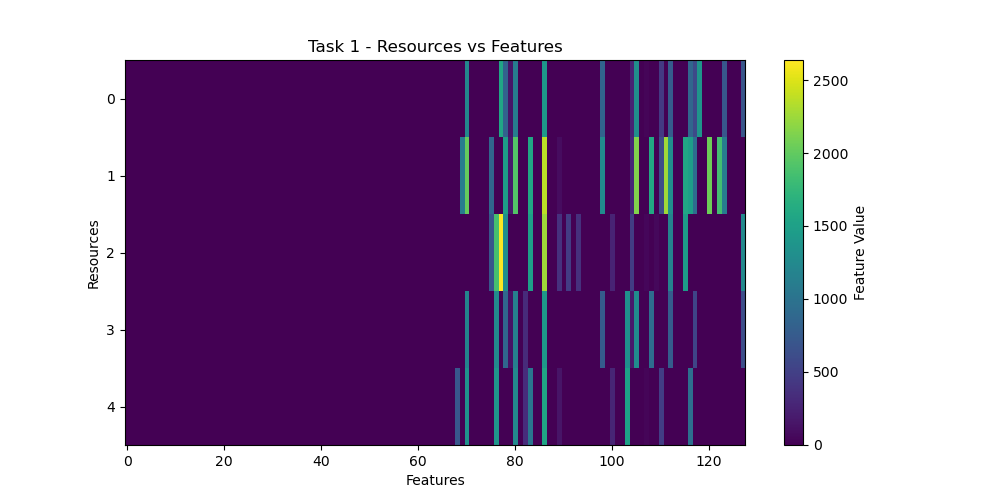 Task 1 - Resources vs Features
0
1
2
3
4
Resources
0 20 40 60 80 100 120
Features
2500
2000
1500
1000
500
0
Feature Value